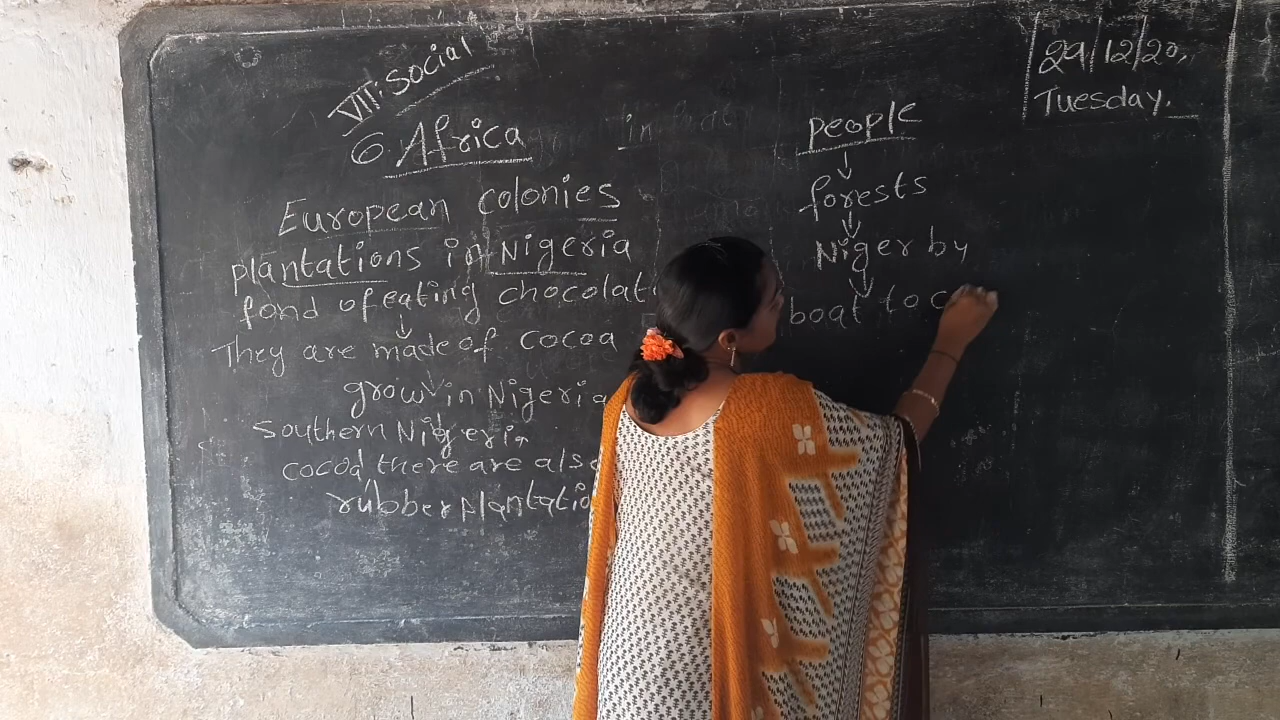 VII. Social
6. Africa
European colonies
plantations in Nigeria
fond of eating chocolat
They are made of cocoa
grow in Nigeria
Southern Nigeria
cocoa there are also
rubber plantatio
in
people
↓
forests
↓
Niger by
↓
boat to c
29/12/20,
Tuesday.